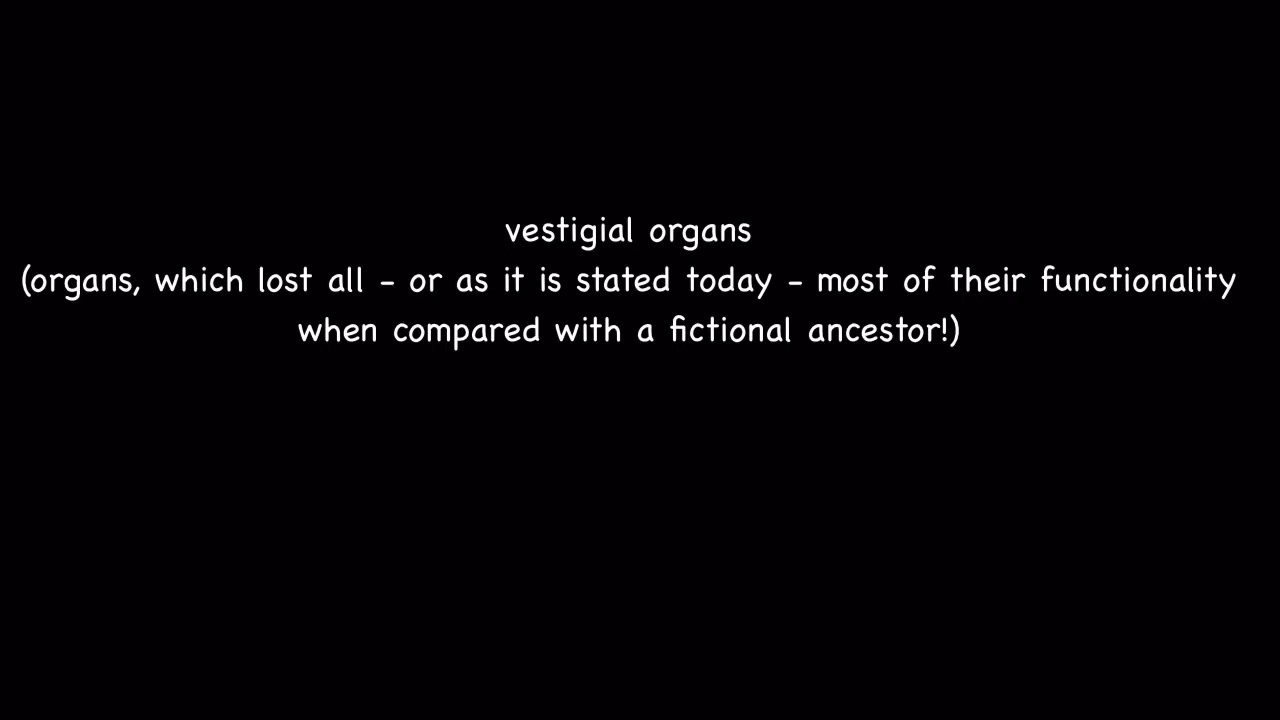 vestigial organs
(organs, which lost all - or as it is stated today - most of their functionality
when compared with a fictional ancestor!)